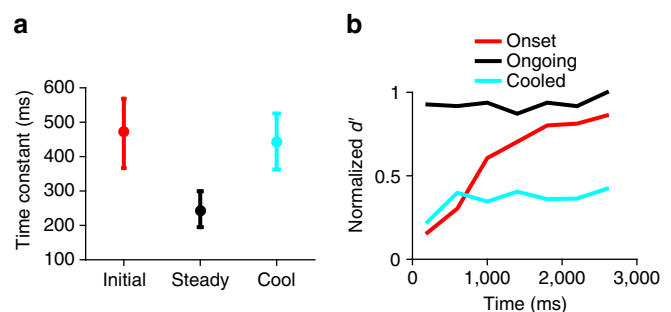 a
Time constant (ms)
600
500
400
300
200
100
Initial Steady Cool
b
Onset
Ongoing
Cooled
Normalized d′
1
0.5
0
0 1,000 2,000 3,000
Time (ms)